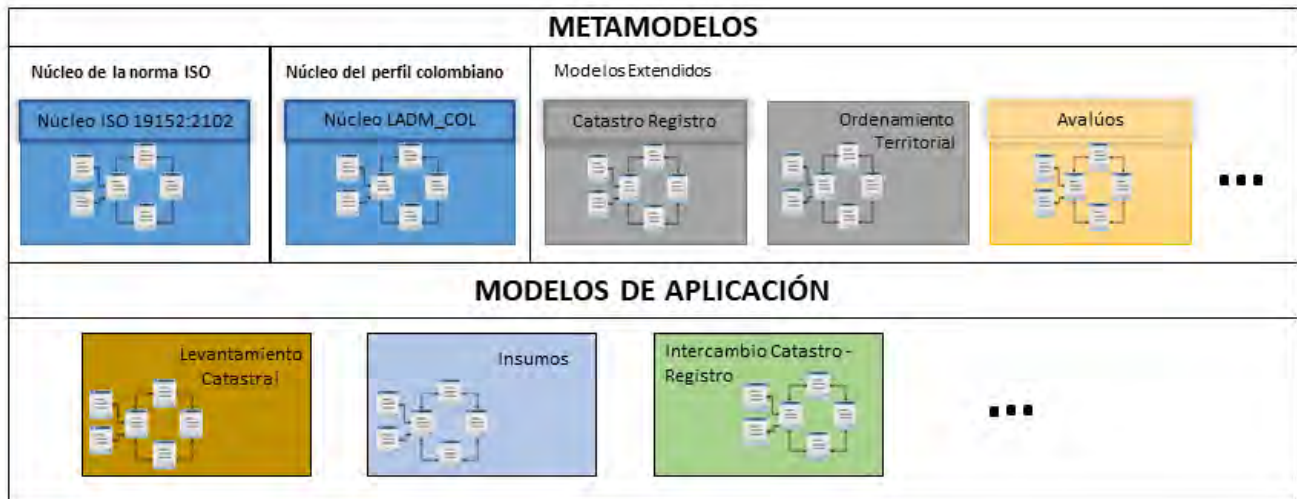 METAMODELOS
Núcleo de la norma ISO
Núcleo del perfil colombiano
Modelos Extendidos
Núcleo ISO 19152:2102
Núcleo LADM_COL
Catastro Registro
Ordenamiento
Territorial
Avalúos
...
MODELOS DE APLICACIÓN
Levantamiento
Catastral
Insumos
Intercambio Catastro -
Registro
...